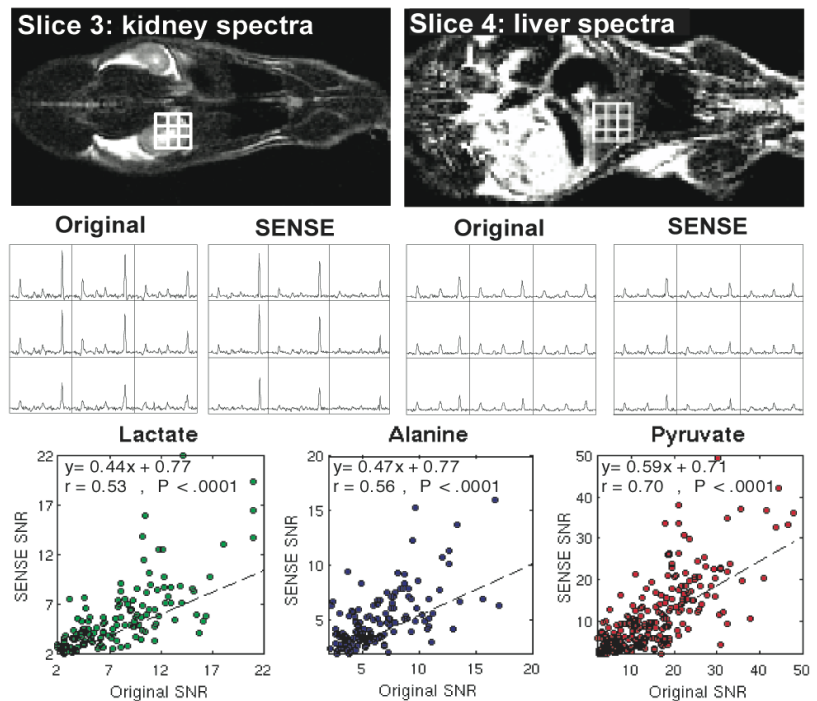 Slice 3: kidney spectra
Slice 4: liver spectra
Original
SENSE
Original
SENSE
Lactate
y= 0.44x + 0.77
r = 0.53 , P < .0001
SENSE SNR
22
17
12
7
2
2 7 12 17 22
Original SNR
Alanine
y= 0.47x + 0.77
r = 0.56 , P < .0001
SENSE SNR
20
15
10
5
5 10 15 20
Original SNR
Pyruvate
y= 0.59x + 0.71
r = 0.70 , P < .0001
SENSE SNR
50
40
30
20
10
10 20 30 40 50
Original SNR